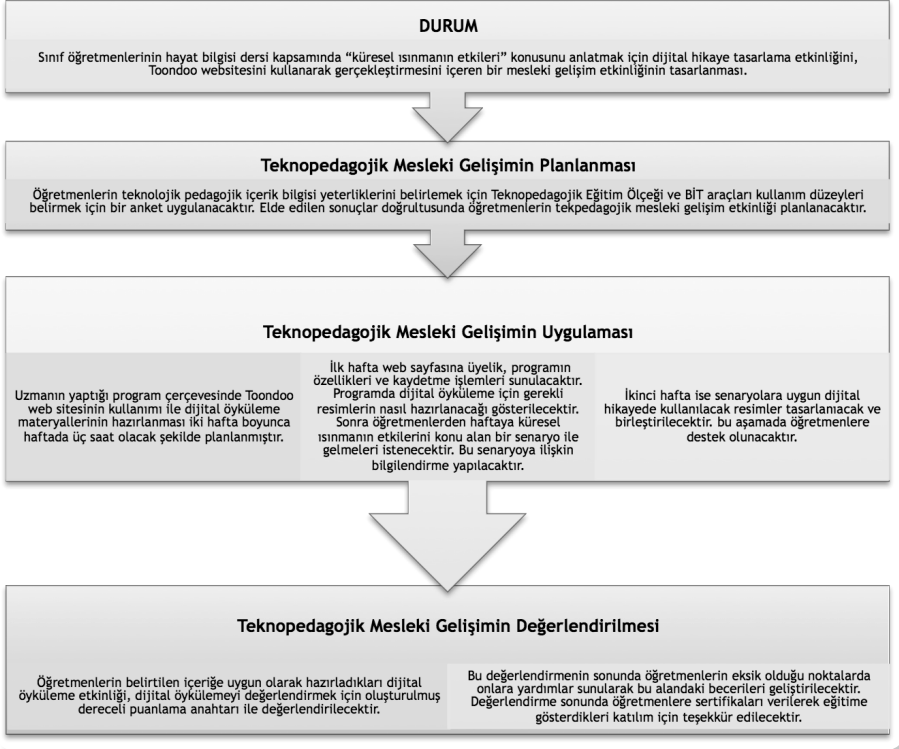 DURUM
Sınıf öğretmenlerinin hayat bilgisi dersi kapsamında “küresel ısınmanın etkileri” konusunu anlatmak için dijital hikaye tasarlama etkinliğini,
Toondoo websitesini kullanarak gerçekleştirmesini içeren bir mesleki gelişim etkinliğinin tasarlanması.
Teknopedagojik Mesleki Gelişimin Planlanması
Öğretmenlerin teknolojik pedagojik içerik bilgisi yeterliklerini belirlemek için Teknopedagojik Eğitim Ölçeği ve BİT araçları kullanım düzeyleri
belirmek için bir anket uygulanacaktır. Elde edilen sonuçlar doğrultusunda öğretmenlerin tekpedagojik mesleki gelişim etkinliği planlanacaktır.
Teknopedagojik Mesleki Gelişimin Uygulaması
Uzmanın yaptığı program çerçevesinde Toondoo
web sitesinin kullanımı ile dijital öyküleme
materyallerinin hazırlanması iki hafta boyunca
haftada üç saat olacak şekilde planlanmıştır.
İlk hafta web sayfasına üyelik, programın
özellikleri ve kaydetme işlemleri sunulacaktır.
Programda dijital öyküleme için gerekli
resimlerin nasıl hazırlanacağı gösterilecektir.
Sonra öğretmenlerden haftaya küresel
ısınmanın etkilerini konu alan bir senaryo ile
gelmeleri istenecektir. Bu senaryoya ilişkin
bilgilendirme yapılacaktır.
İkinci hafta ise senaryolara uygun dijital
hikayede kullanılacak resimler tasarlanıacak ve
birleştirilecektir. bu aşamada öğretmenlere
destek olunacaktır.
Teknopedagojik Mesleki Gelişimin Değerlendirilmesi
Öğretmenlerin belirtilen içeriğe uygun olarak hazırladıkları dijital
öyküleme etkinliği, dijital öykülemeyi değerlendirmek için oluşturulmuş
dereceli puanlama anahtarı ile değerlendirilecektir.
Bu değerlendirmenin sonunda öğretmenlerin eksik olduğu noktalarda
onlara yardımlar sunularak bu alandaki becerileri geliştirilecektir.
Değerlendirme sonunda öğretmenlere sertifikaları verilerek eğitime
gösterdikleri katılım için teşekkür edilecektir.